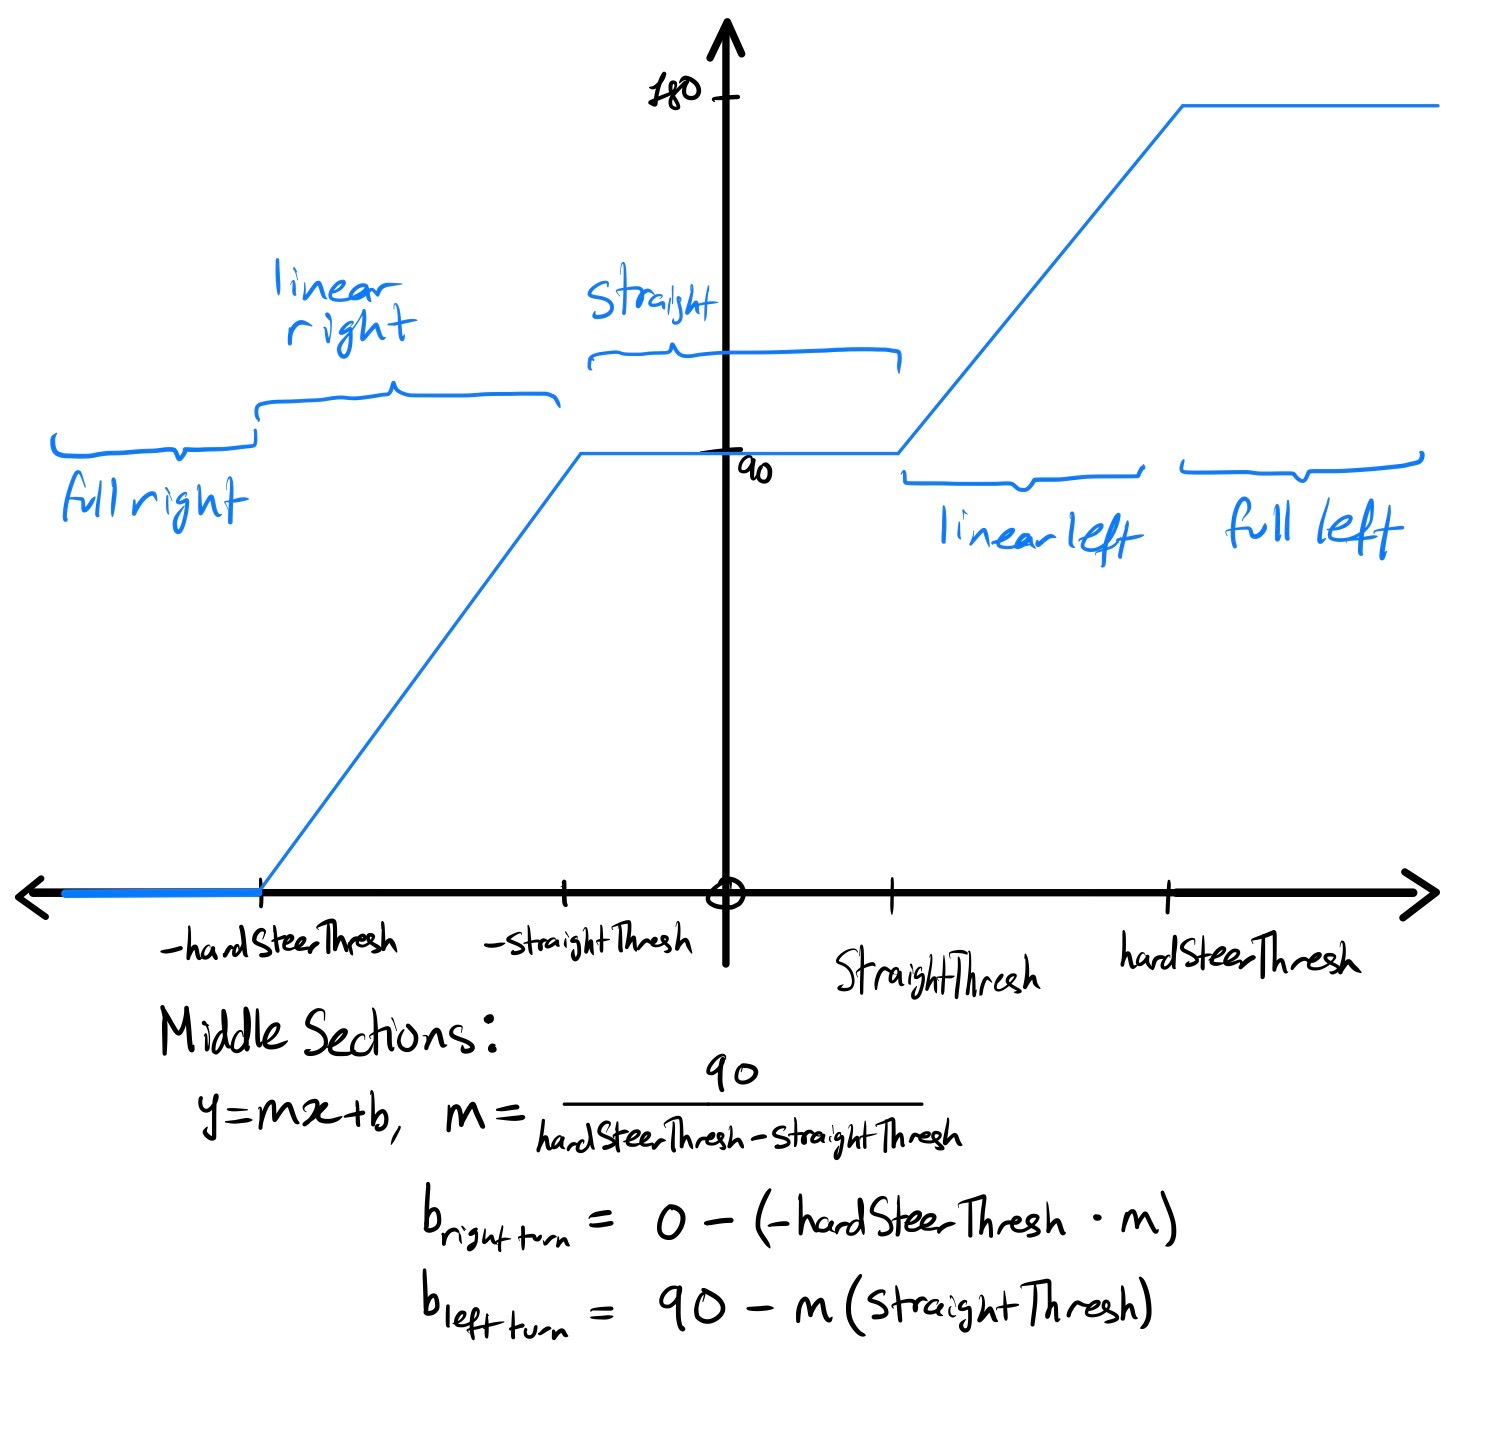 180
linear
right
straight
full right
90
linear left
full left
-hardSteerThresh
-straightThresh
StraightThresh
hardSteerThresh
Middle Sections:
y=mx+b, m= 90
hardSteerThresh-straightThresh
b right turn = 0 - (-hardSteerThresh · m)
b left turn = 90 - m(straightThresh)